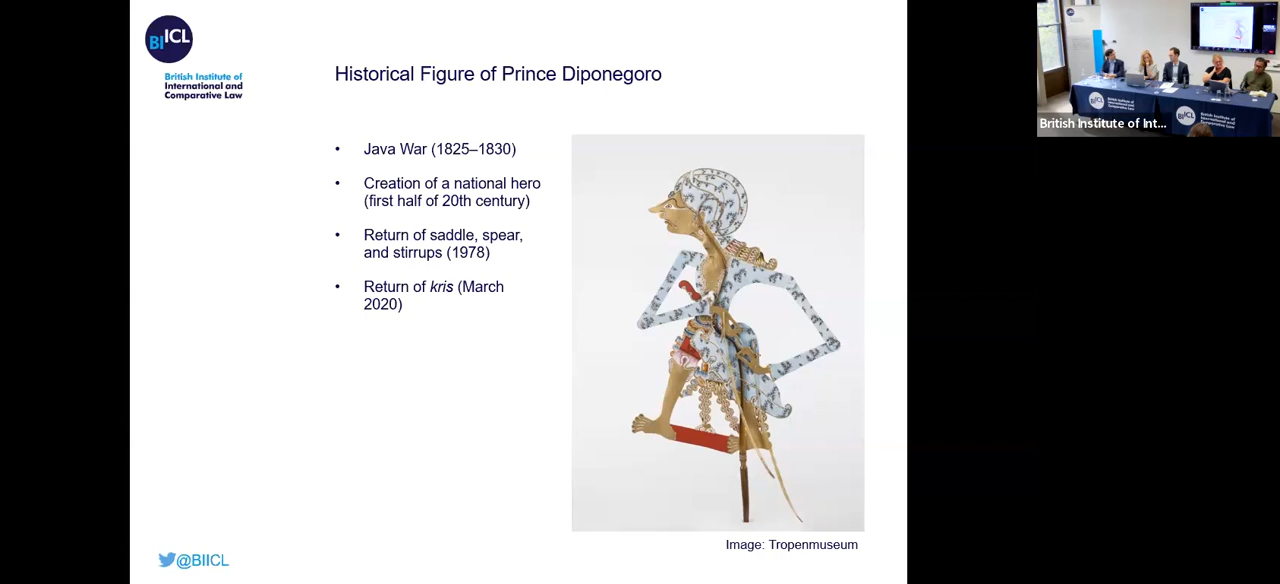 BIICL
British Institute of
International and
Comparative Law
Historical Figure of Prince Diponegoro
• Java War (1825–1830)
• Creation of a national hero
(first half of 20th century)
• Return of saddle, spear,
and stirrups (1978)
• Return of kris (March
2020)
Image: Tropenmuseum
@BIICL
BIICL
BIICL
British Institute of Int...